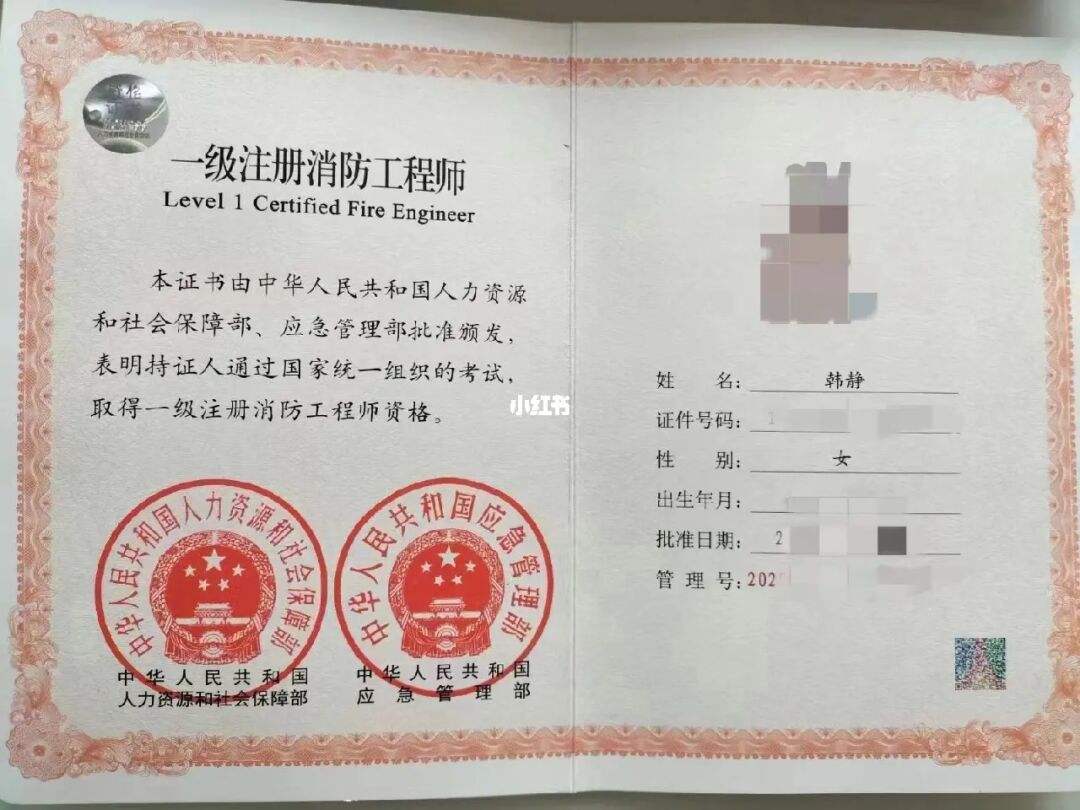 一级注册消防工程师
Level 1 Certified Fire Engineer
本证书由中华人民共和国人力资源
和社会保障部、应急管理部批准颁发，
表明持证人通过国家统一组织的考试，
取得一级注册消防工程师资格。
中华人民共和国人力资源和社会保障部
中华人民共和国应急管理部
中华人民共和国
人力资源和社会保障部
中华人民共和国
应急管理部
小红书
姓名：韩静
证件号码：1
性别：女
出生年月：
批准日期：2
管理号：202